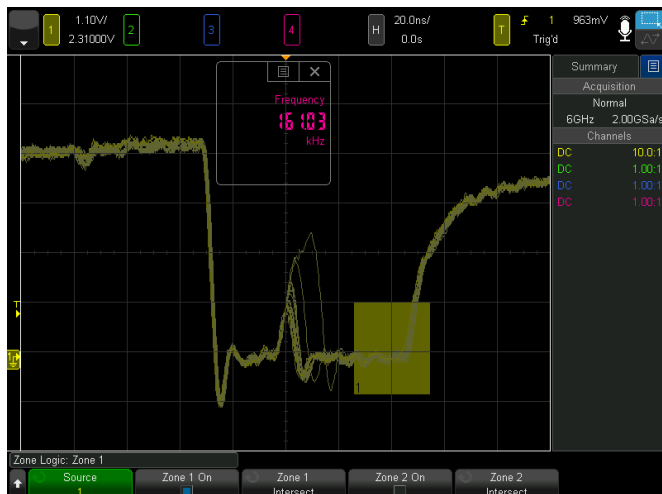 1 1.10V/ 2 3 4 H 20.0ns/ T 1 963mV
2.31000V 0.0s Trig'd
Summary
Acquisition
Normal
6GHz 2.00GSa/s
Channels
DC 10.0:1
DC 1.00:1
DC 1.00:1
DC 1.00:1
Frequency
161.03
kHz
T
1
1
Zone Logic: Zone 1
Source Zone 1 On Zone 1 Zone 2 On Zone 2
1 Intersect Intersect